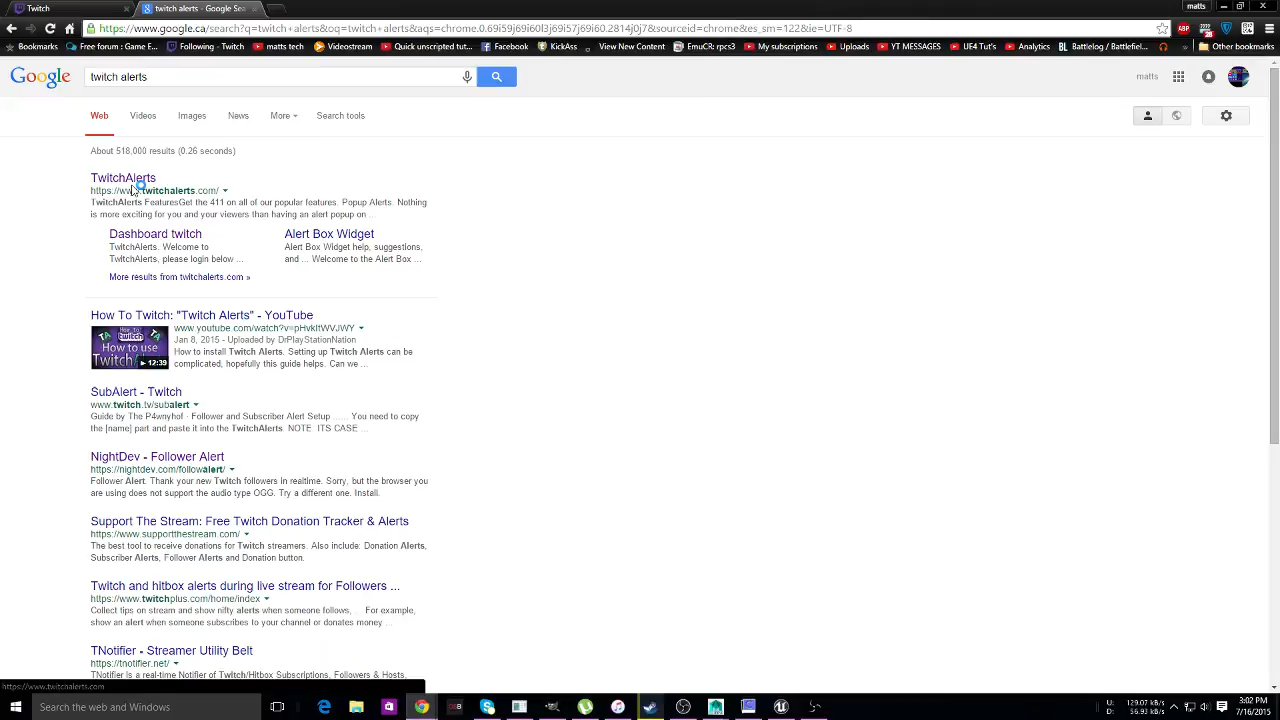 Twitch
twitch alerts - Google Sea
matts
https://www.google.ca/search?q=twitch+alerts&oq=twitch+alerts&aqs=chrome.0.69i59j69i60l3j69i57j69i60.2814j0j7&sourceid=chrome&es_sm=122&ie=UTF-8
Bookmarks
Free forum : Game En...
Following - Twitch
matts tech
Videostream
Quick unscripted tut...
Facebook
KickAss
View New Content
EmuCR: rpcs3
My subscriptions
Uploads
YT MESSAGES
UE4 Tut's
Analytics
Battlelog / Battlefiel...
Other bookmarks
Google
twitch alerts
matts
Web
Videos
Images
News
More
Search tools
About 518,000 results (0.26 seconds)
TwitchAlerts
https://www.twitchalerts.com/
TwitchAlerts FeaturesGet the 411 on all of our popular features. Popup Alerts. Nothing
is more exciting for you and your viewers than having an alert popup on ...
Dashboard twitch
TwitchAlerts. Welcome to
TwitchAlerts, please login below ...
Alert Box Widget
Alert Box Widget help, suggestions,
and ... Welcome to the Alert Box ...
More results from twitchalerts.com »
How To Twitch: "Twitch Alerts" - YouTube
www.youtube.com/watch?v=pHvkItWVJWY
Jan 8, 2015 - Uploaded by DrPlayStationNation
How to install Twitch Alerts, Setting up Twitch Alerts can be
complicated, hopefully this guide helps. Can we ...
How to
twitch
TA
TA
How to use
Twitch
12:39
SubAlert - Twitch
www.twitch.tv/subalert
Guide by The P4wnyhof · Follower and Subscriber Alert Setup ...... You need to copy
the [name] part and paste it into the TwitchAlerts. NOTE ITS CASE ...
NightDev - Follower Alert
https://nightdev.com/followalert/
Follower Alert. Thank your new Twitch followers in realtime. Sorry, but the browser you
are using does not support the audio type OGG. Try a different one. Install.
Support The Stream: Free Twitch Donation Tracker & Alerts
https://www.supportthestream.com/
The best tool to receive donations for Twitch streamers. Also include: Donation Alerts,
Subscriber Alerts, Follower Alerts and Donation button.
Twitch and hitbox alerts during live stream for Followers ...
https://www.twitchplus.com/home/index
Collect tips on stream and show nifty alerts when someone follows, ... For example,
show an alert when someone subscribes to your channel or donates money ...
TNotifier - Streamer Utility Belt
https://tnotifier.net/
TNotifier is a real-time Notifier of Twitch/Hitbox Subscriptions, Followers & Hosts,
https://www.twitchalerts.com
Search the web and Windows
U: 129.07 kB/s
D: 56.93 kB/s
3:02 PM
7/16/2015